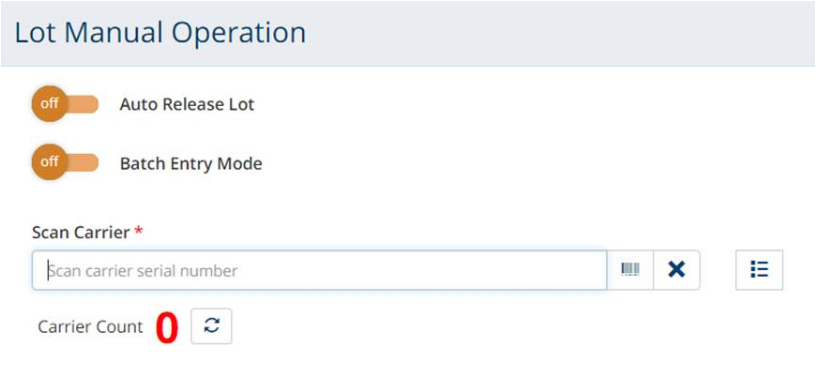 Lot Manual Operation
off Auto Release Lot
off Batch Entry Mode
Scan Carrier *
Scan carrier serial number
Carrier Count 0